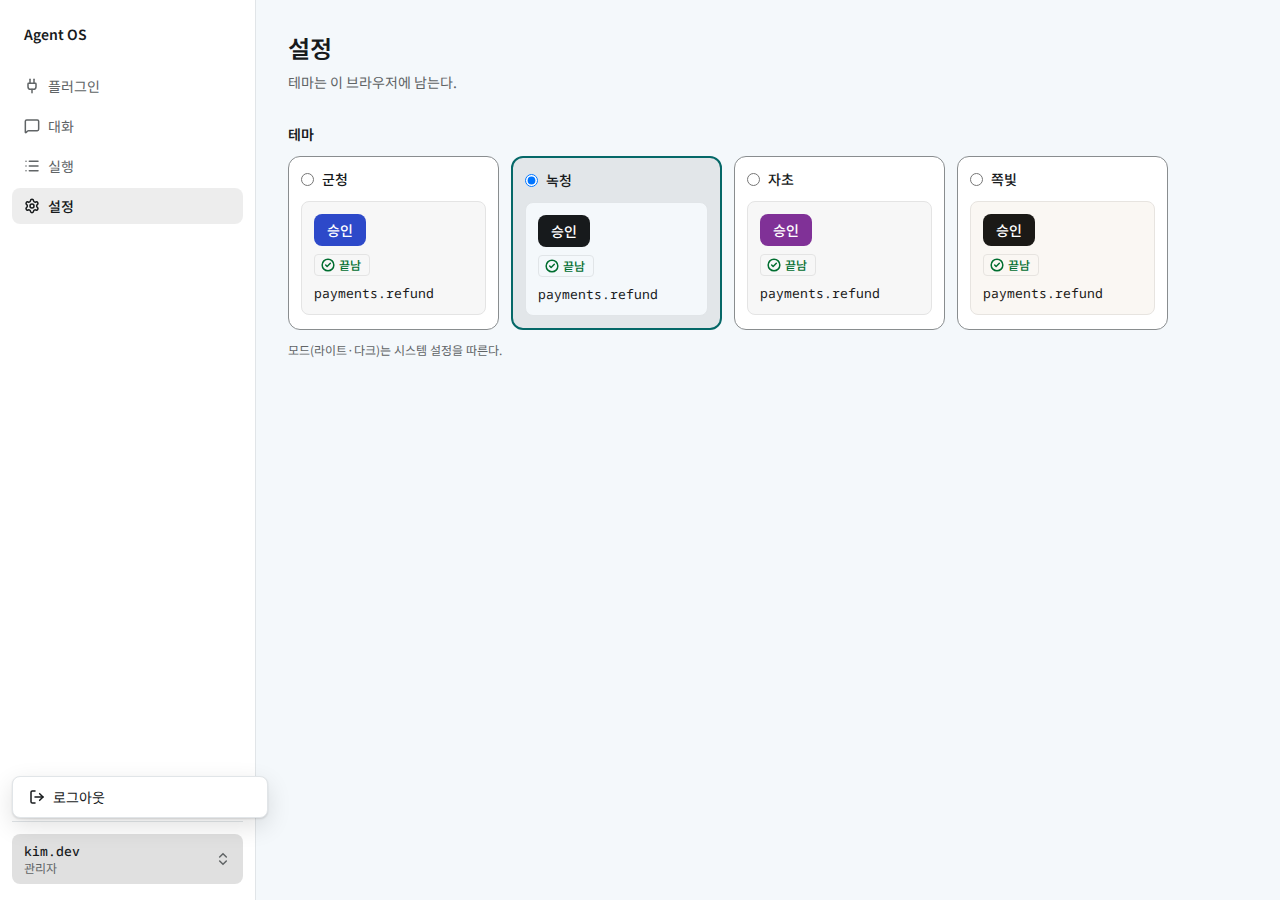 Agent OS
플러그인
대화
실행
설정
로그아웃
kim.dev
관리자
설정
테마는 이 브라우저에 남는다.
테마
군청
승인
끝남
payments.refund
녹청
승인
끝남
payments.refund
자초
승인
끝남
payments.refund
쪽빛
승인
끝남
payments.refund
모드(라이트·다크)는 시스템 설정을 따른다.